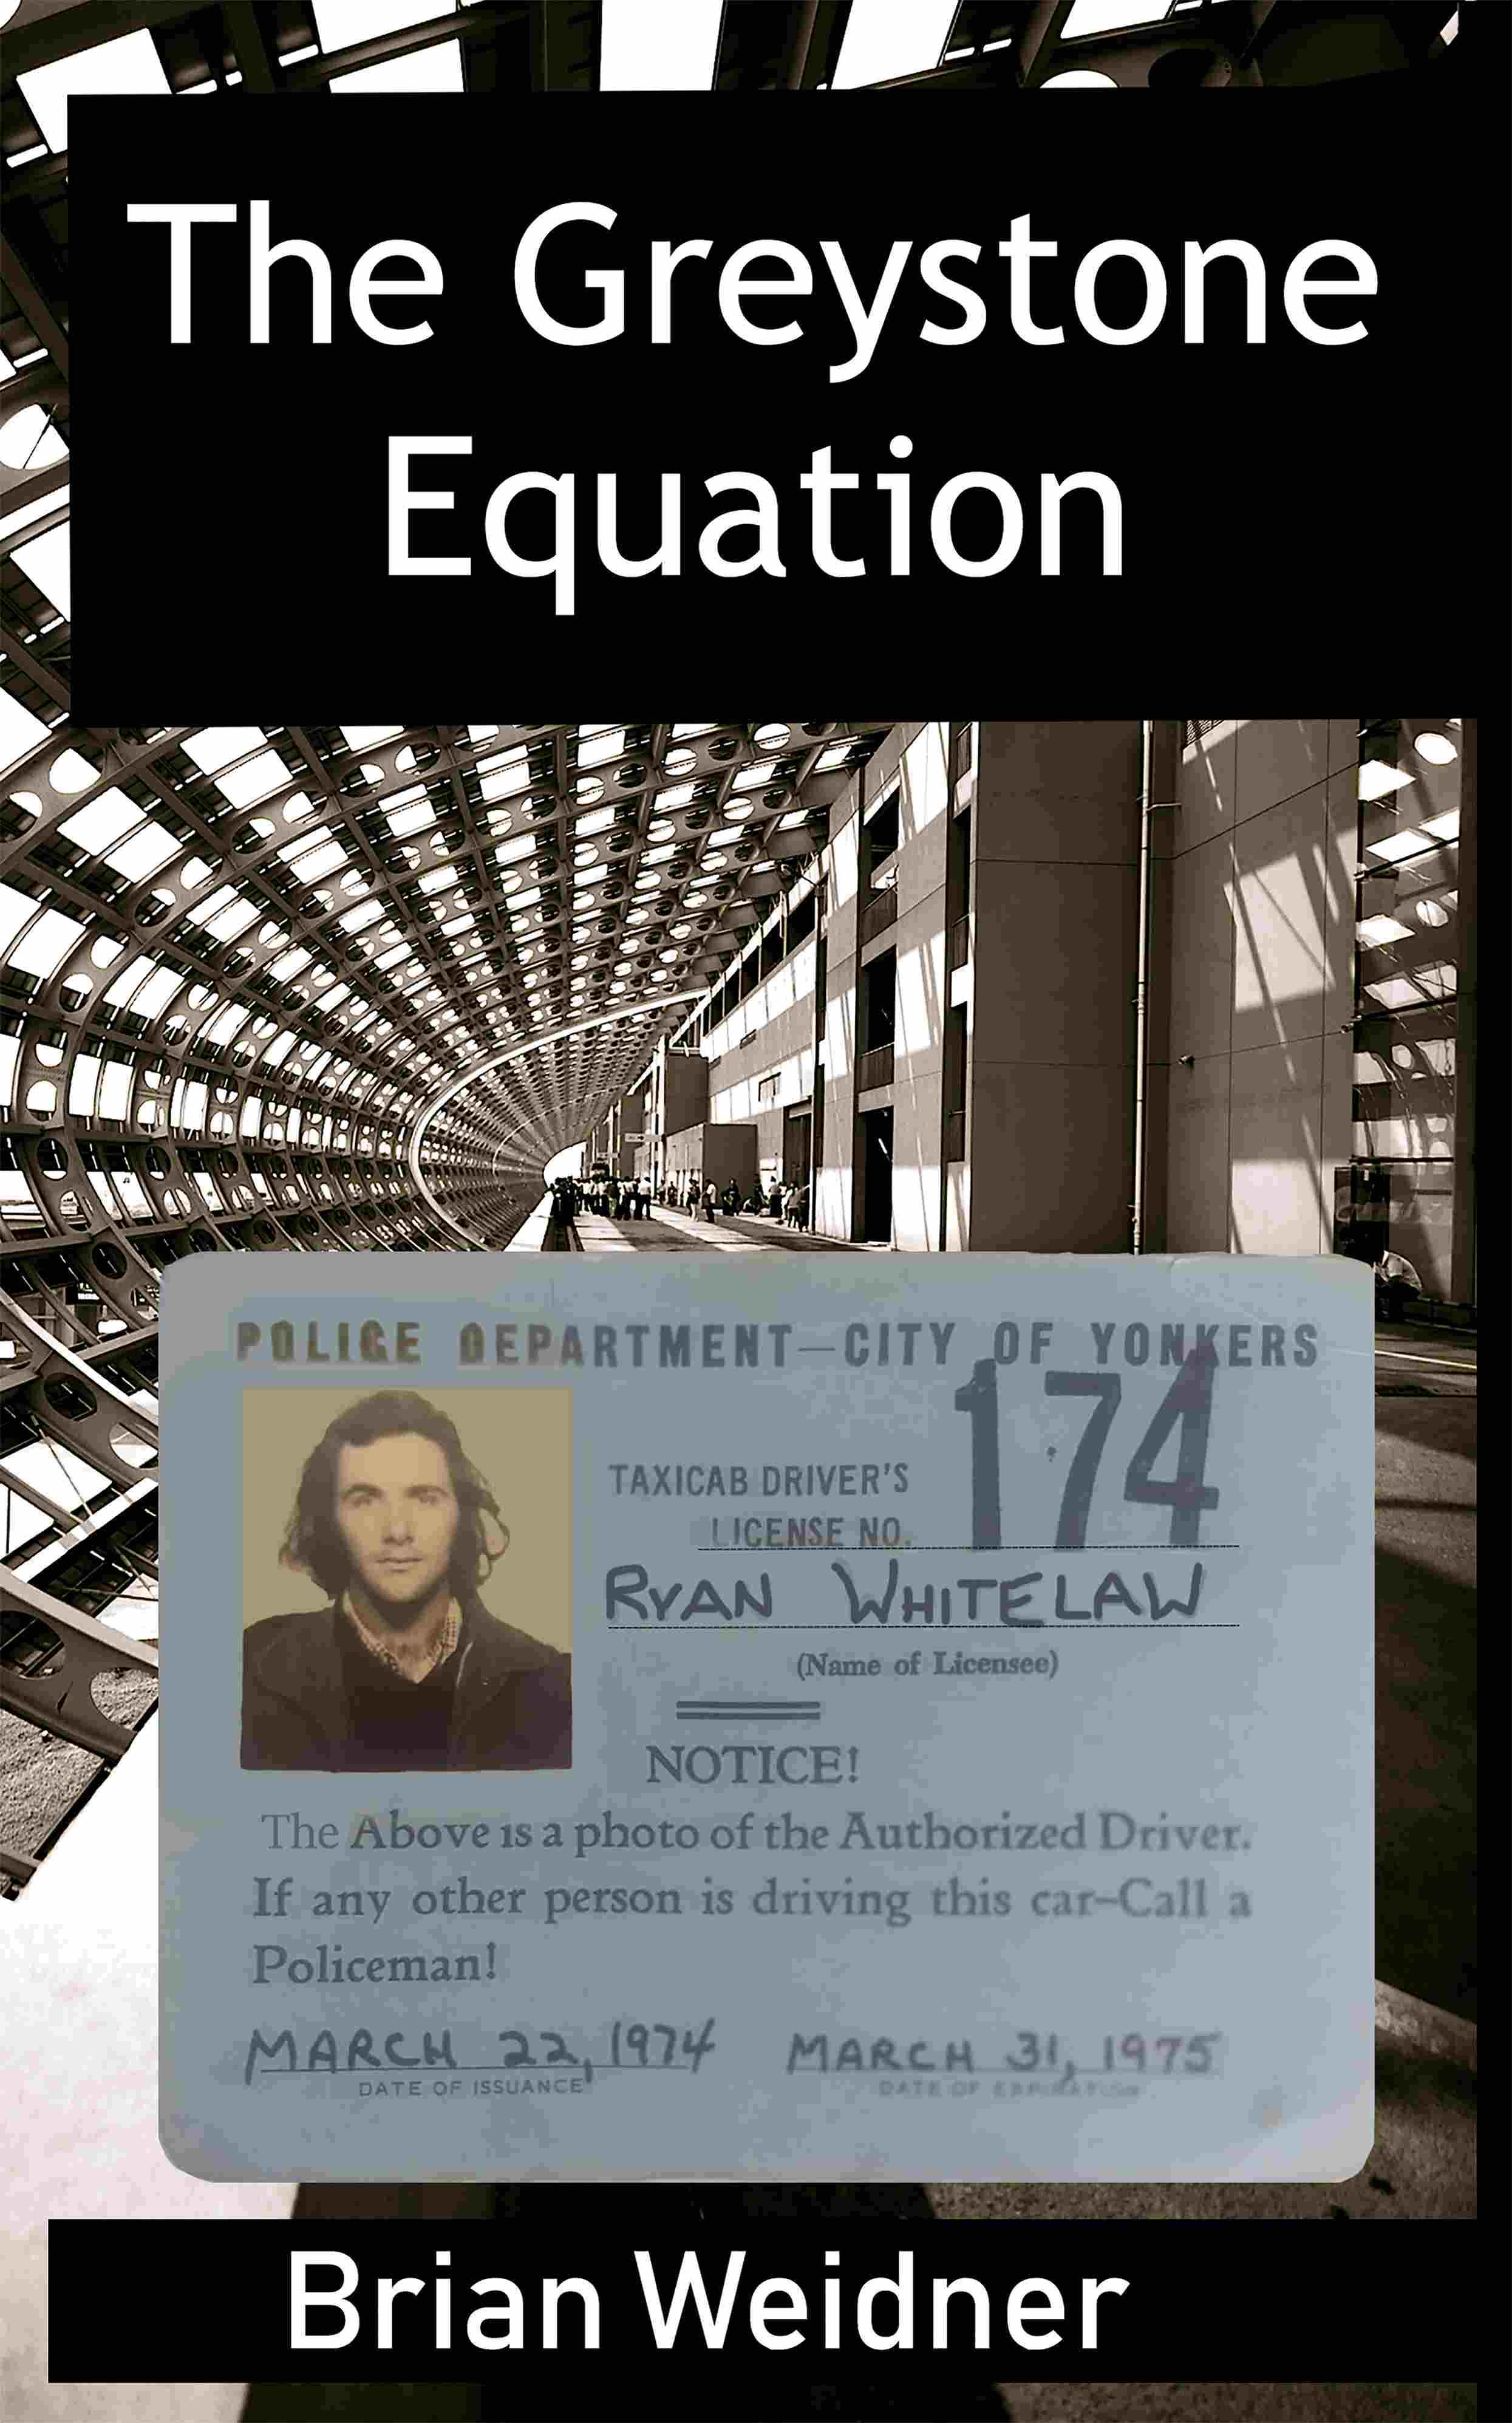 The Greystone
Equation
POLICE DEPARTMENT—CITY OF YONKERS
174
TAXICAB DRIVER'S
LICENSE NO.
RYAN WHITELAW
(Name of Licensee)
NOTICE!
The Above is a photo of the Authorized Driver.
If any other person is driving this car–Call a
Policeman!
MARCH 22, 1974 MARCH 31, 1975
DATE OF ISSUANCE DATE OF EXPIRATION
Brian Weidner